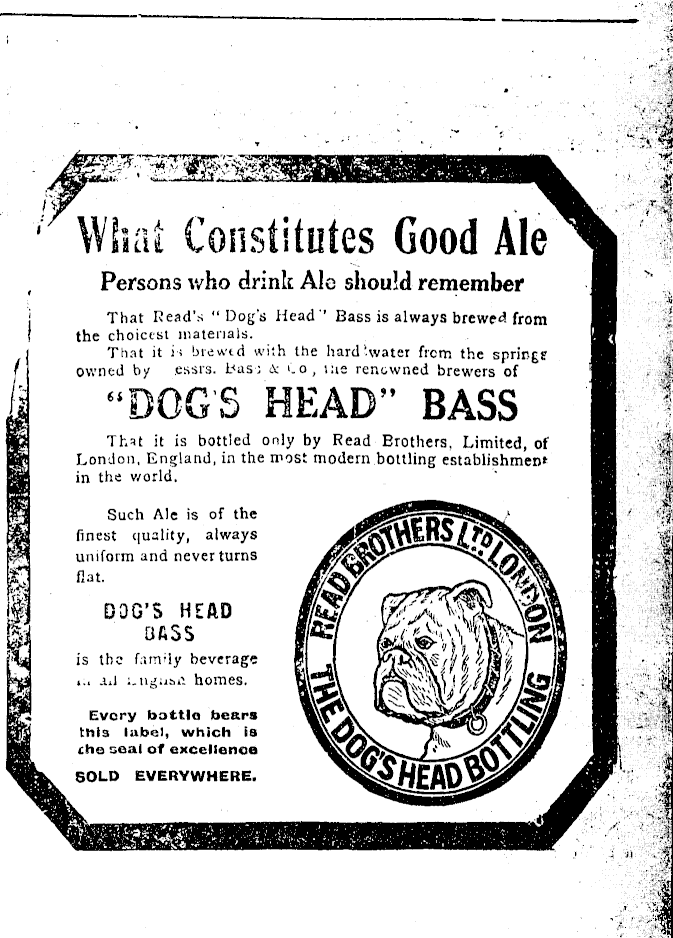 What Constitutes Good Ale
Persons who drink Ale should remember
That Read's "Dog's Head" Bass is always brewed from
the choicest materials.
That it is brewed with the hard water from the springs
owned by essrs. Bass & Co, the renowned brewers of
"DOG'S HEAD" BASS
That it is bottled only by Read Brothers, Limited, of
London, England, in the most modern bottling establishment
in the world.
Such Ale is of the
finest quality, always
uniform and never turns
flat.
DOG'S HEAD
BASS
is the family beverage
in all English homes.
Every bottle bears
this label, which is
the seal of excellence
SOLD EVERYWHERE.
READ BROTHERS LTD. LONDON
THE DOG'S HEAD BOTTLING